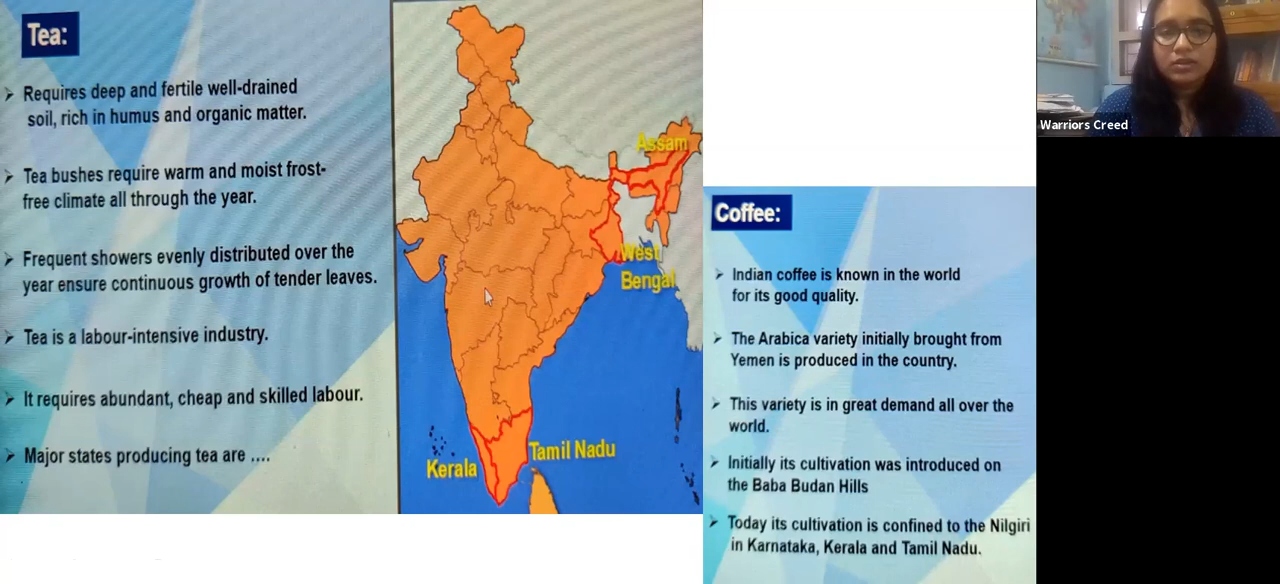 Tea:
Requires deep and fertile well-drained
soil, rich in humus and organic matter.
Tea bushes require warm and moist frost-
free climate all through the year.
Frequent showers evenly distributed over the
year ensure continuous growth of tender leaves.
Tea is a labour-intensive industry.
It requires abundant, cheap and skilled labour.
Major states producing tea are ....
Assam
West
Bengal
Tamil Nadu
Kerala
Coffee:
Indian coffee is known in the world
for its good quality.
The Arabica variety initially brought from
Yemen is produced in the country.
This variety is in great demand all over the
world.
Initially its cultivation was introduced on
the Baba Budan Hills
Today its cultivation is confined to the Nilgiri
in Karnataka, Kerala and Tamil Nadu.
Warriors Creed